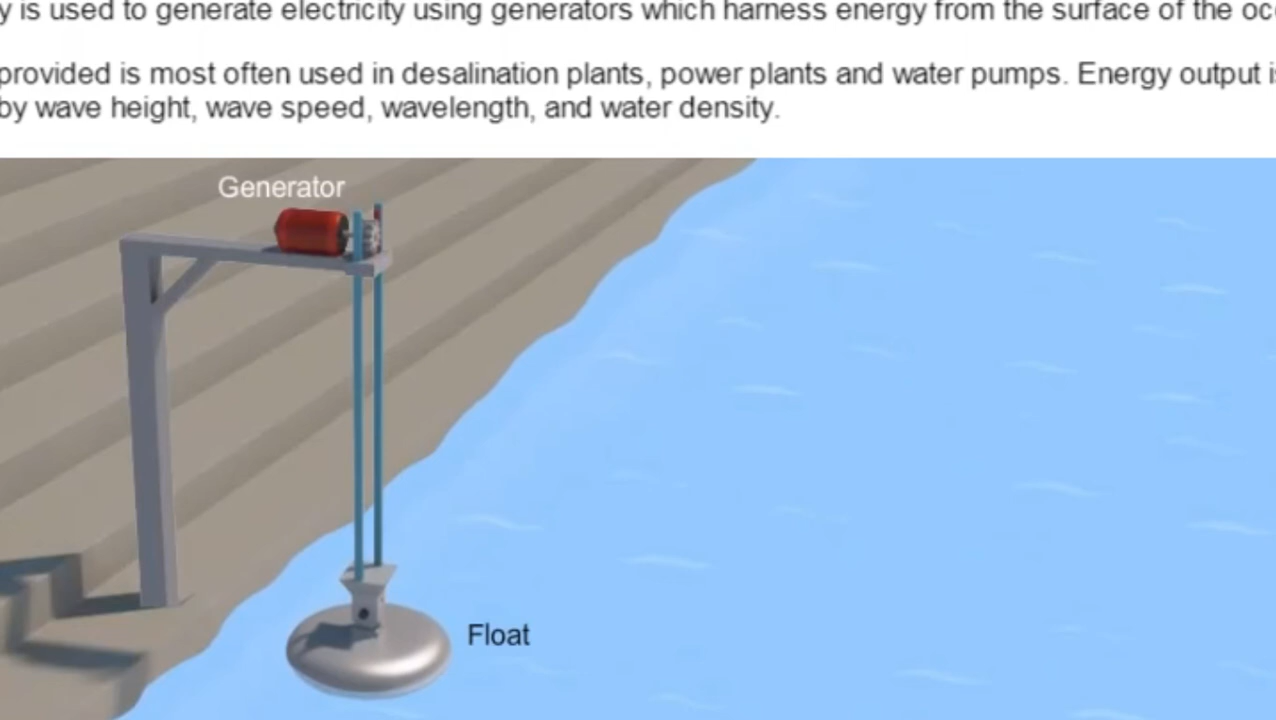 y is used to generate electricity using generators which harness energy from the surface of the oc
provided is most often used in desalination plants, power plants and water pumps. Energy output is
by wave height, wave speed, wavelength, and water density.
Generator
Float